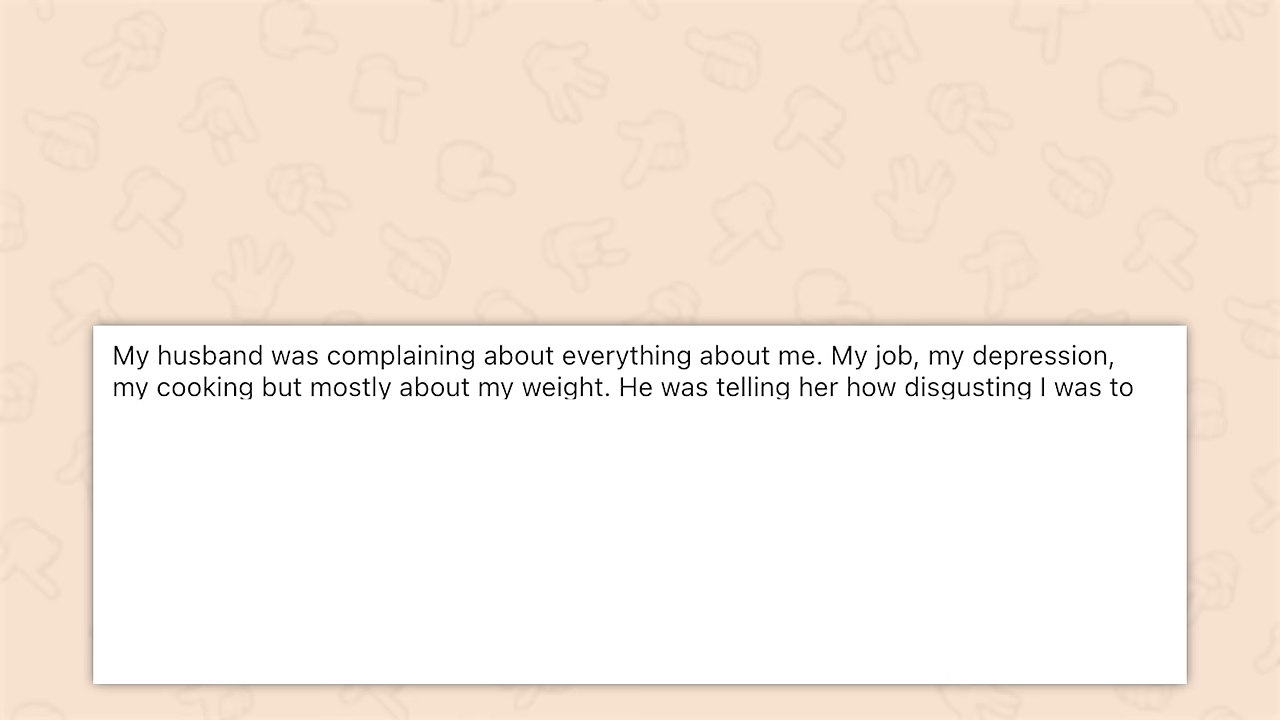 My husband was complaining about everything about me. My job, my depression,
my cooking but mostly about my weight. He was telling her how disgusting I was to